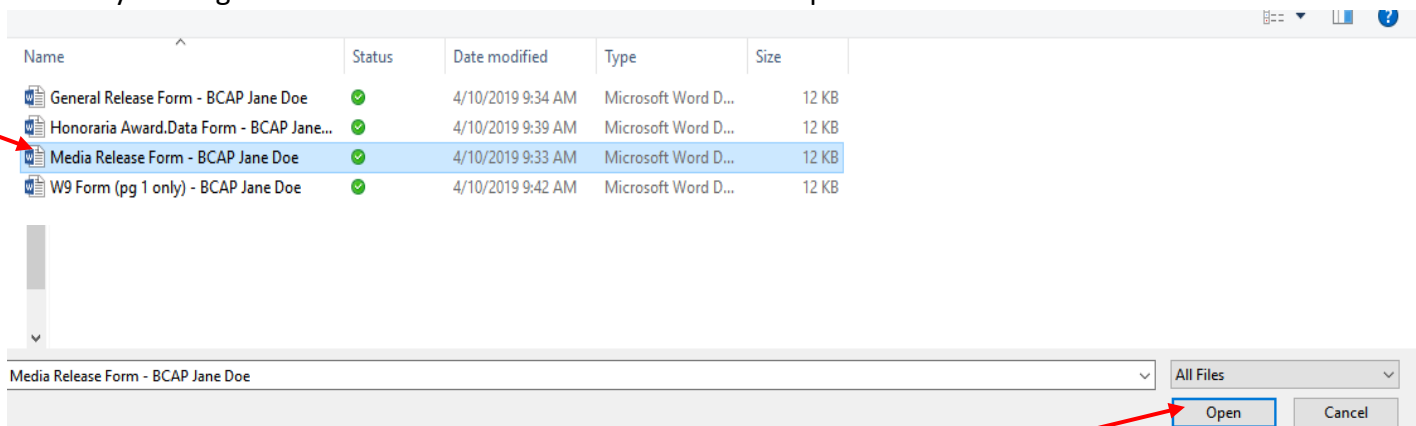 ?
Name Status Date modified Type Size
General Release Form - BCAP Jane Doe 4/10/2019 9:34 AM Microsoft Word D... 12 KB
Honoraria Award.Data Form - BCAP Jane... 4/10/2019 9:39 AM Microsoft Word D... 12 KB
Media Release Form - BCAP Jane Doe 4/10/2019 9:33 AM Microsoft Word D... 12 KB
W9 Form (pg 1 only) - BCAP Jane Doe 4/10/2019 9:42 AM Microsoft Word D... 12 KB
Media Release Form - BCAP Jane Doe All Files
Open Cancel